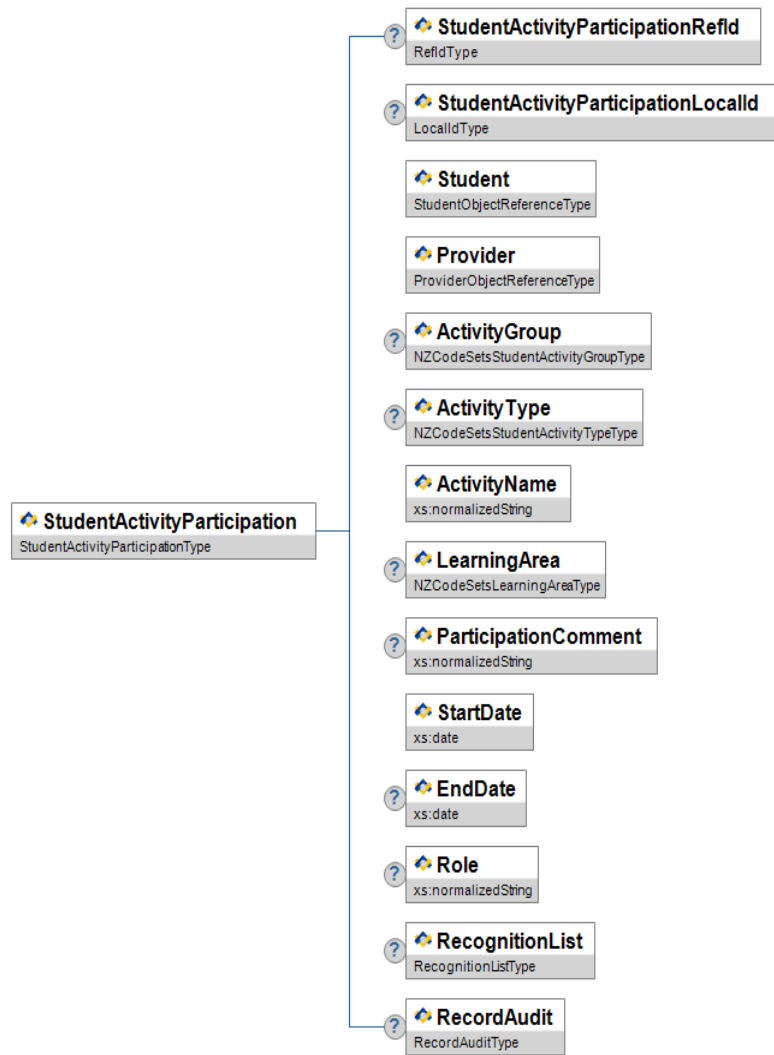 ?
StudentActivityParticipationRefId
RefIdType
?
StudentActivityParticipationLocalId
LocalIdType
Student
StudentObjectReferenceType
Provider
ProviderObjectReferenceType
?
ActivityGroup
NZCodeSetsStudentActivityGroupType
?
ActivityType
NZCodeSetsStudentActivityTypeType
ActivityName
xs:normalizedString
StudentActivityParticipation
StudentActivityParticipationType
?
LearningArea
NZCodeSetsLearningAreaType
?
ParticipationComment
xs:normalizedString
StartDate
xs:date
?
EndDate
xs:date
?
Role
xs:normalizedString
?
RecognitionList
RecognitionListType
?
RecordAudit
RecordAuditType